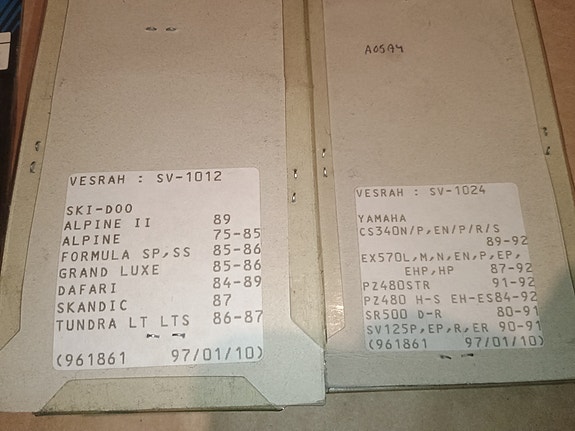 VESRAH : SV-1012
SKI-DOO
ALPINE II 89
ALPINE 75-85
FORMULA SP,SS 85-86
GRAND LUXE 85-86
DAFARI 84-89
SKANDIC 87
TUNDRA LT LTS 86-87
(961861 97/01/10)
A05A4
VESRAH : SV-1024
YAMAHA
CS340N/P,EN/P/R/S
89-92
EX570L,M,N,EN,P,EP,
EHP,HP 87-92
PZ480STR 91-92
PZ480 H-S EH-ES84-92
SR500 D-R 80-91
SV125P,EP,R,ER 90-91
(961861 97/01/10)